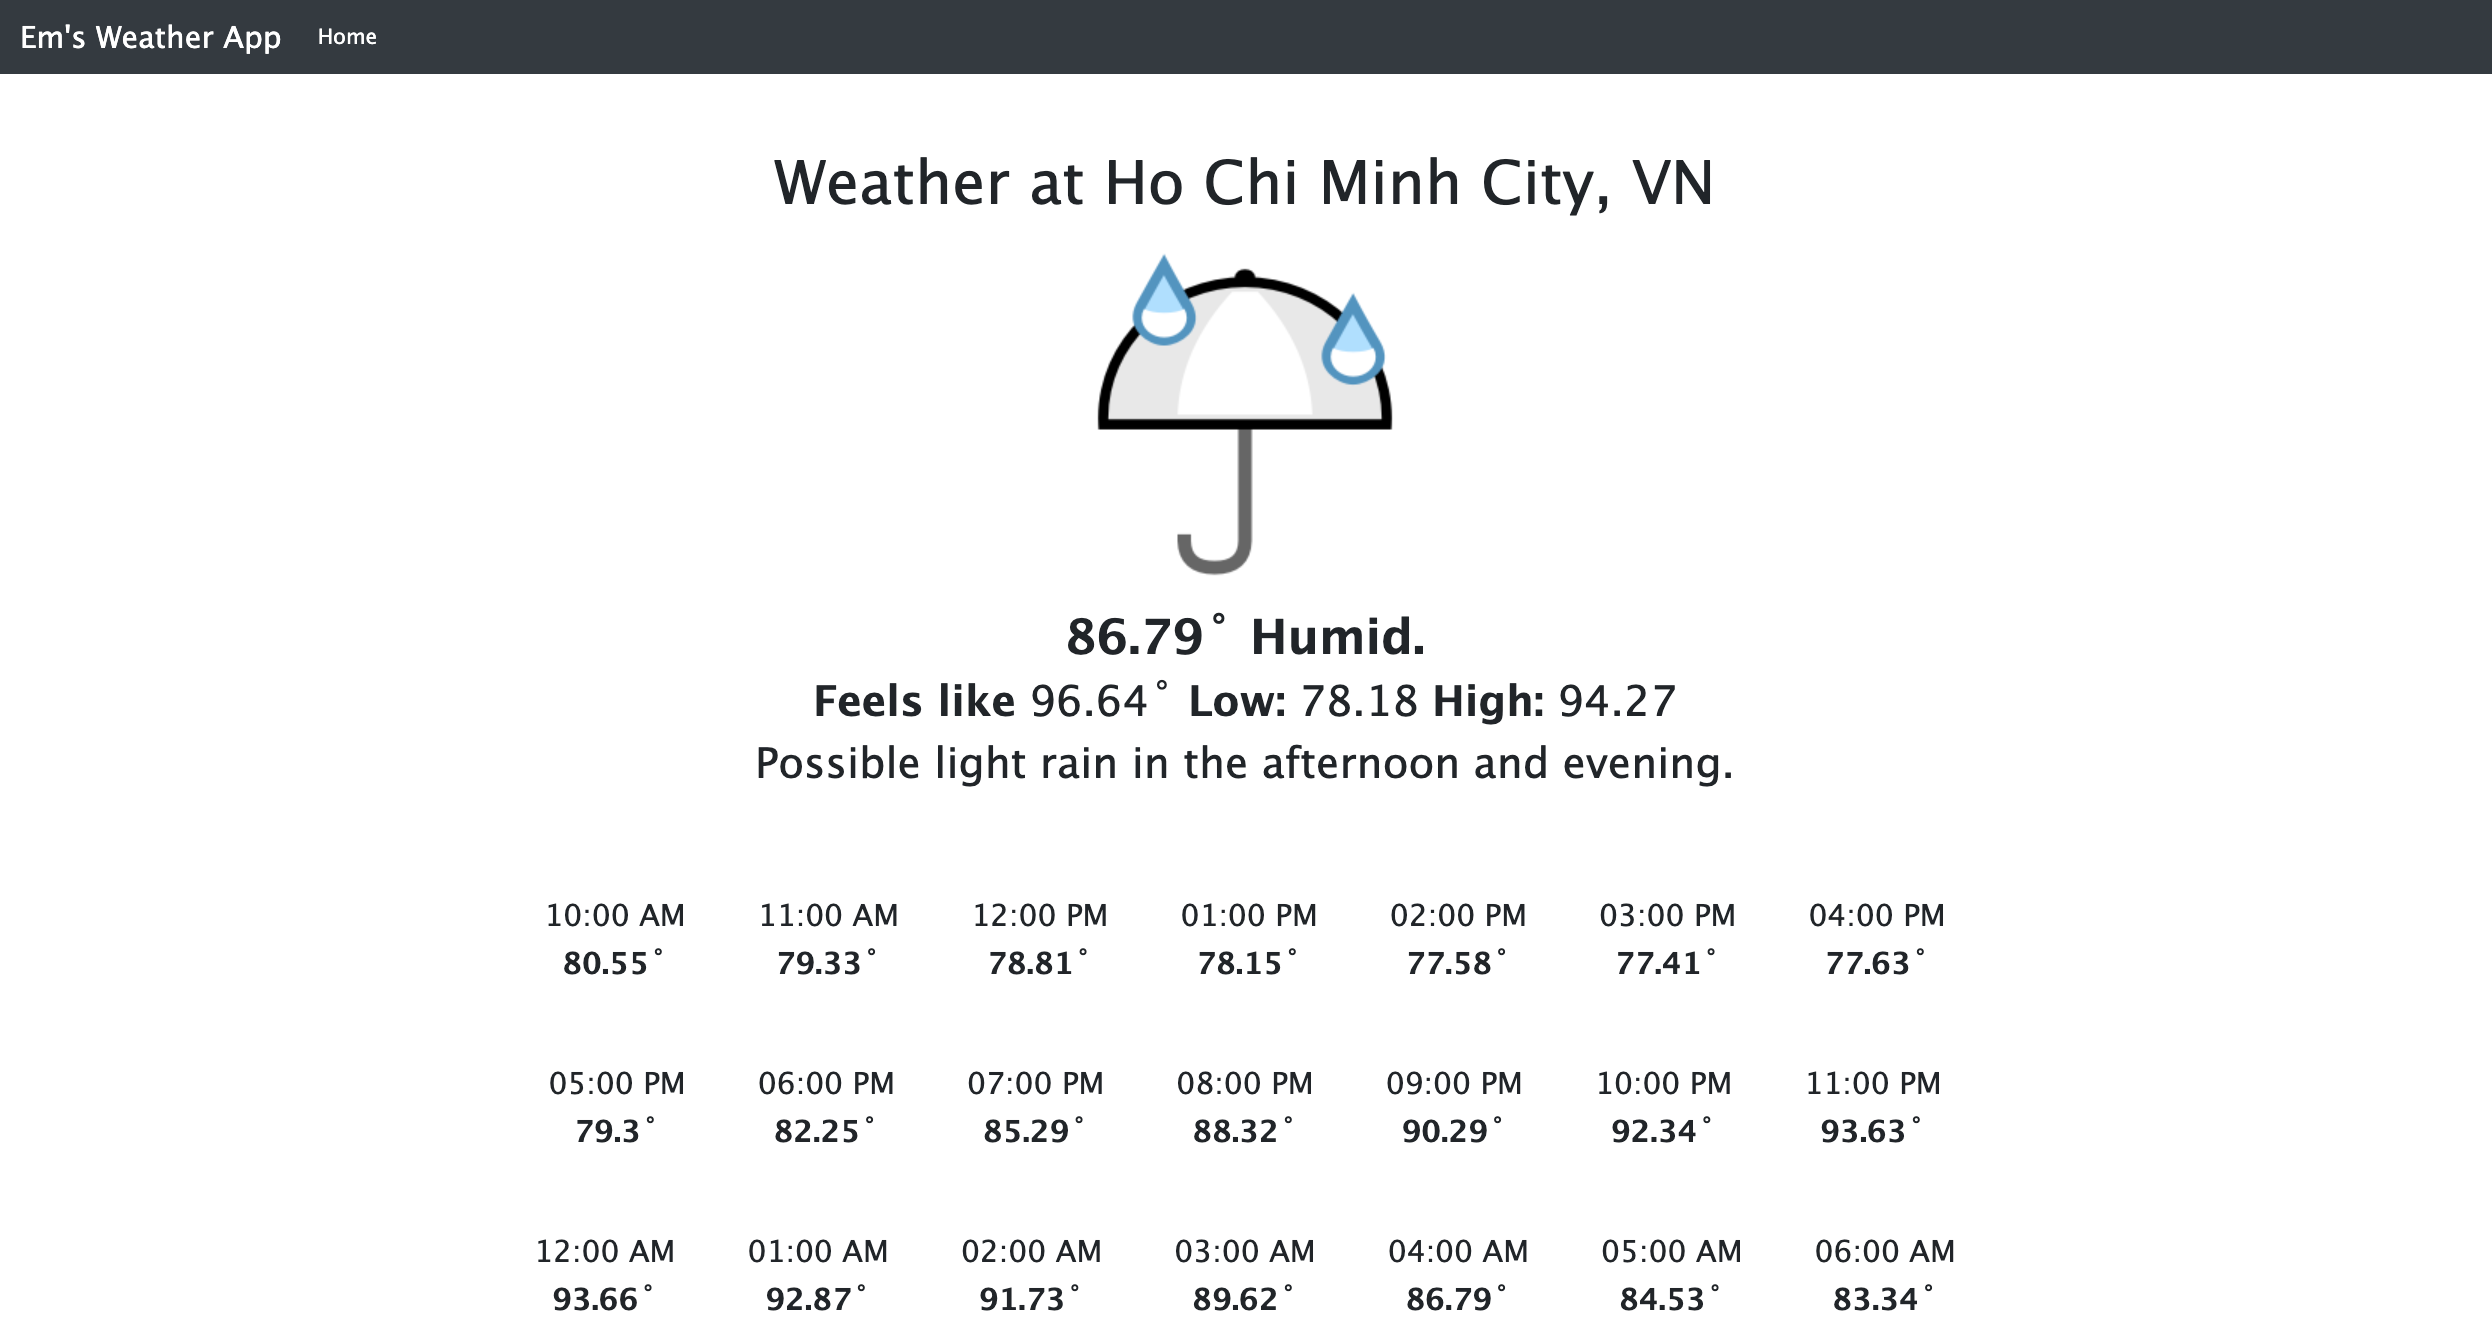 Em's Weather App Home
Weather at Ho Chi Minh City, VN
86.79° Humid.
Feels like 96.64° Low: 78.18 High: 94.27
Possible light rain in the afternoon and evening.
10:00 AM 11:00 AM 12:00 PM 01:00 PM 02:00 PM 03:00 PM 04:00 PM
80.55° 79.33° 78.81° 78.15° 77.58° 77.41° 77.63°
05:00 PM 06:00 PM 07:00 PM 08:00 PM 09:00 PM 10:00 PM 11:00 PM
79.3° 82.25° 85.29° 88.32° 90.29° 92.34° 93.63°
12:00 AM 01:00 AM 02:00 AM 03:00 AM 04:00 AM 05:00 AM 06:00 AM
93.66° 92.87° 91.73° 89.62° 86.79° 84.53° 83.34°